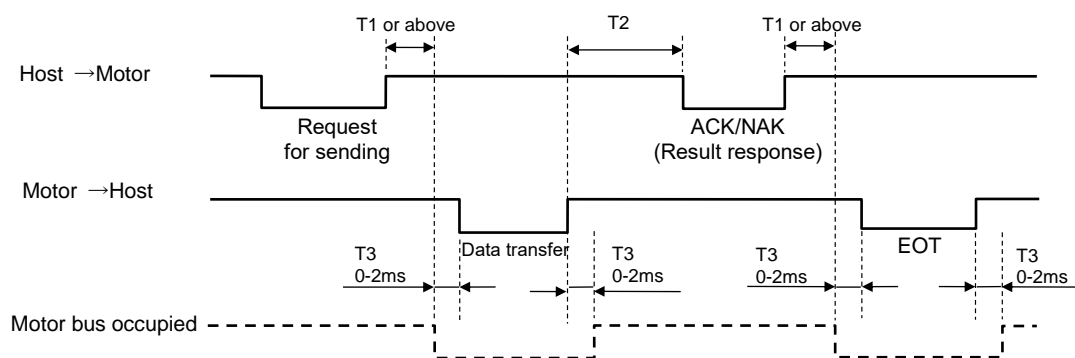 T1 or above
T2
T1 or above
Host →Motor
Request
for sending
ACK/NAK
(Result response)
Motor →Host
Data transfer
EOT
T3
0-2ms
T3
0-2ms
T3
0-2ms
T3
0-2ms
Motor bus occupied